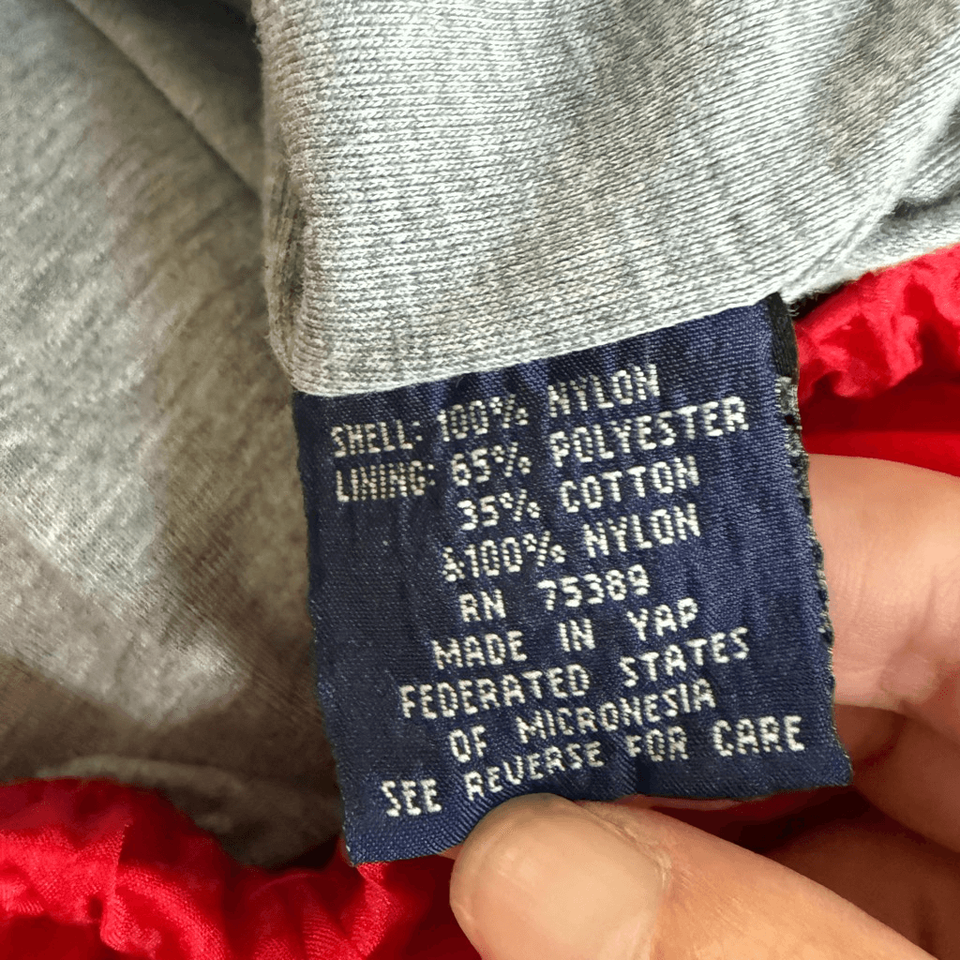 SHELL: 100% NYLON
LINING: 65% POLYESTER
35% COTTON
&100% NYLON
RN 75389
MADE IN YAP
FEDERATED STATES
OF MICRONESIA
SEE REVERSE FOR CARE